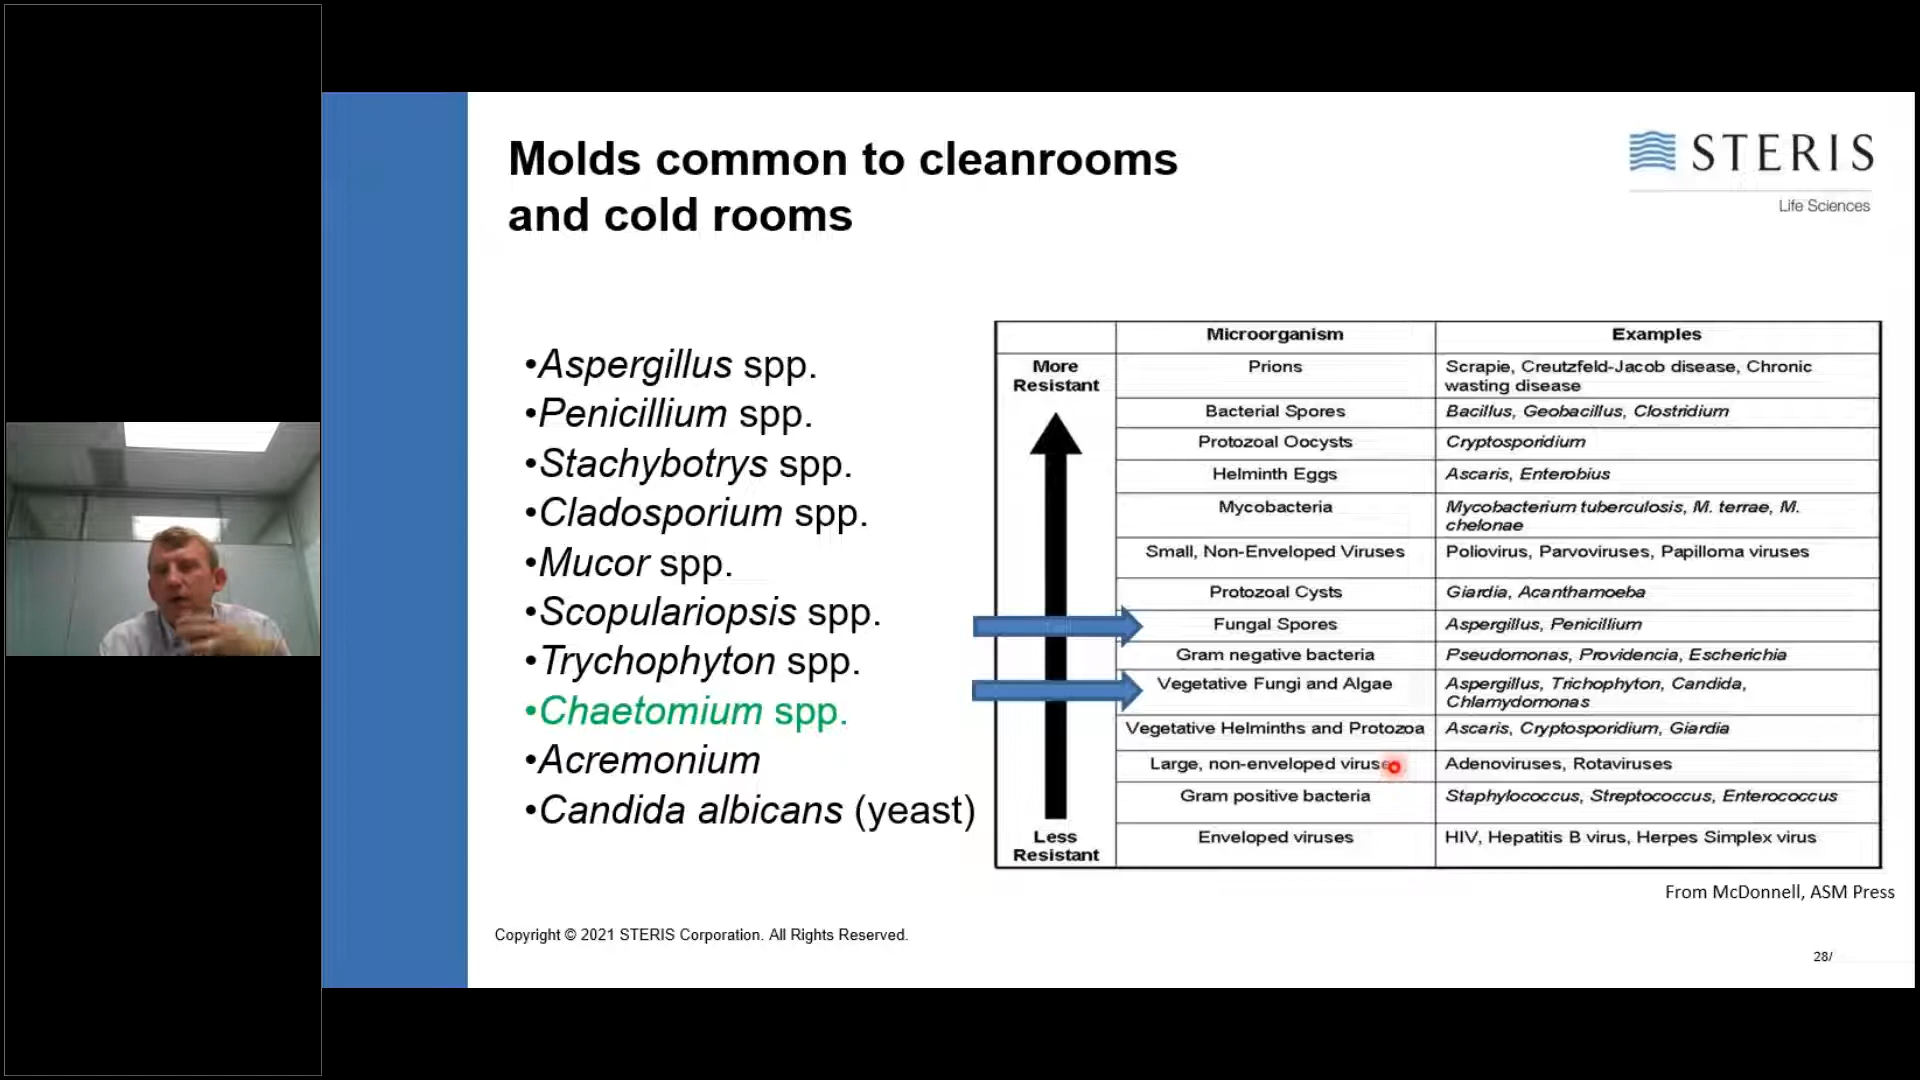 Molds common to cleanrooms
and cold rooms
STERIS
Life Sciences
•Aspergillus spp.
•Penicillium spp.
•Stachybotrys spp.
•Cladosporium spp.
•Mucor spp.
•Scopulariopsis spp.
•Trychophyton spp.
•Chaetomium spp.
•Acremonium
•Candida albicans (yeast)
Microorganism Examples
More
Resistant
Prions Scrapie, Creutzfeld-Jacob disease, Chronic
wasting disease
Bacterial Spores Bacillus, Geobacillus, Clostridium
Protozoal Oocysts Cryptosporidium
Helminth Eggs Ascaris, Enterobius
Mycobacteria Mycobacterium tuberculosis, M. terrae, M.
chelonae
Small, Non-Enveloped Viruses Poliovirus, Parvoviruses, Papilloma viruses
Protozoal Cysts Giardia, Acanthamoeba
Fungal Spores Aspergillus, Penicillium
Gram negative bacteria Pseudomonas, Providencia, Escherichia
Vegetative Fungi and Algae Aspergillus, Trichophyton, Candida,
Chlamydomonas
Vegetative Helminths and Protozoa Ascaris, Cryptosporidium, Giardia
Large, non-enveloped viruses Adenoviruses, Rotaviruses
Gram positive bacteria Staphylococcus, Streptococcus, Enterococcus
Enveloped viruses HIV, Hepatitis B virus, Herpes Simplex virus
Less
Resistant
From McDonnell, ASM Press
Copyright © 2021 STERIS Corporation. All Rights Reserved.
28/